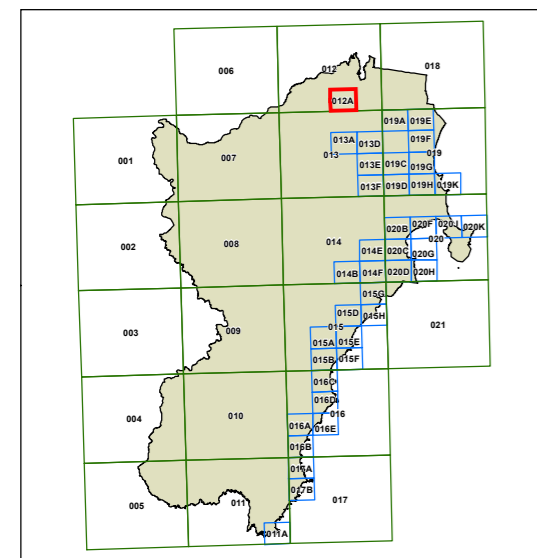 006 012 018
012A
019A 019E
001 007 013A 013D 019F
013 019
013E 019C 019G
013F 019D 019H 019K
002 008 014 020B 020F 020J 020K
014E 020C 020 020G
014B 014F 020D 020H
015G
003 009 015D 015H 021
015
015A 015E
015B 015F
016C
004 010 016D
016
016A 016E
016B
005 011 017A 017
017B
011A